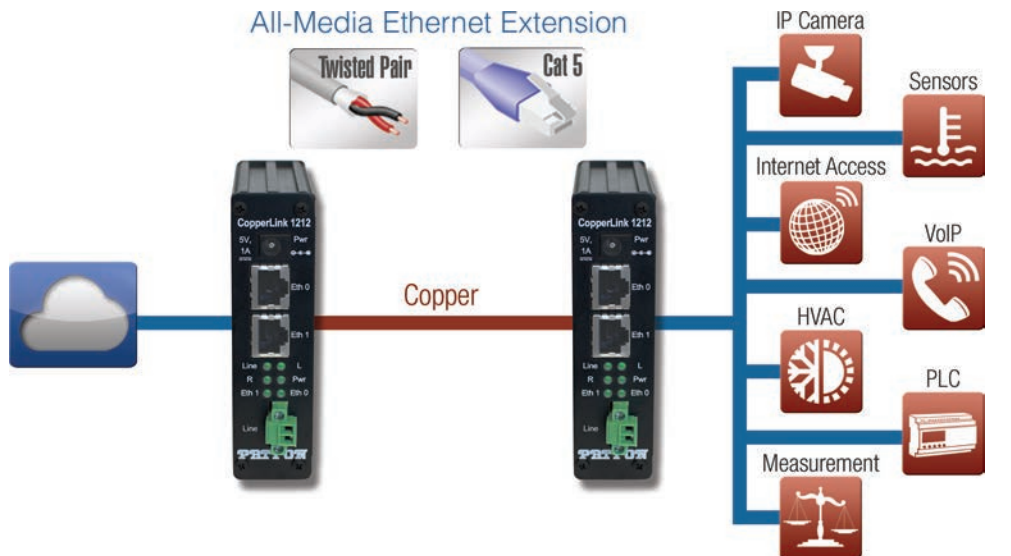 All-Media Ethernet Extension
Twisted Pair
Cat 5
IP Camera
Sensors
Internet Access
VoIP
HVAC
PLC
Measurement
Copper
CopperLink 1212
5V, Pwr
1A
Eth 0
Eth 1
Line L
R Pwr
Eth 1 Eth 0
Line
PATTON
CopperLink 1212
5V, Pwr
1A
Eth 0
Eth 1
Line L
R Pwr
Eth 1 Eth 0
Line
PATTON